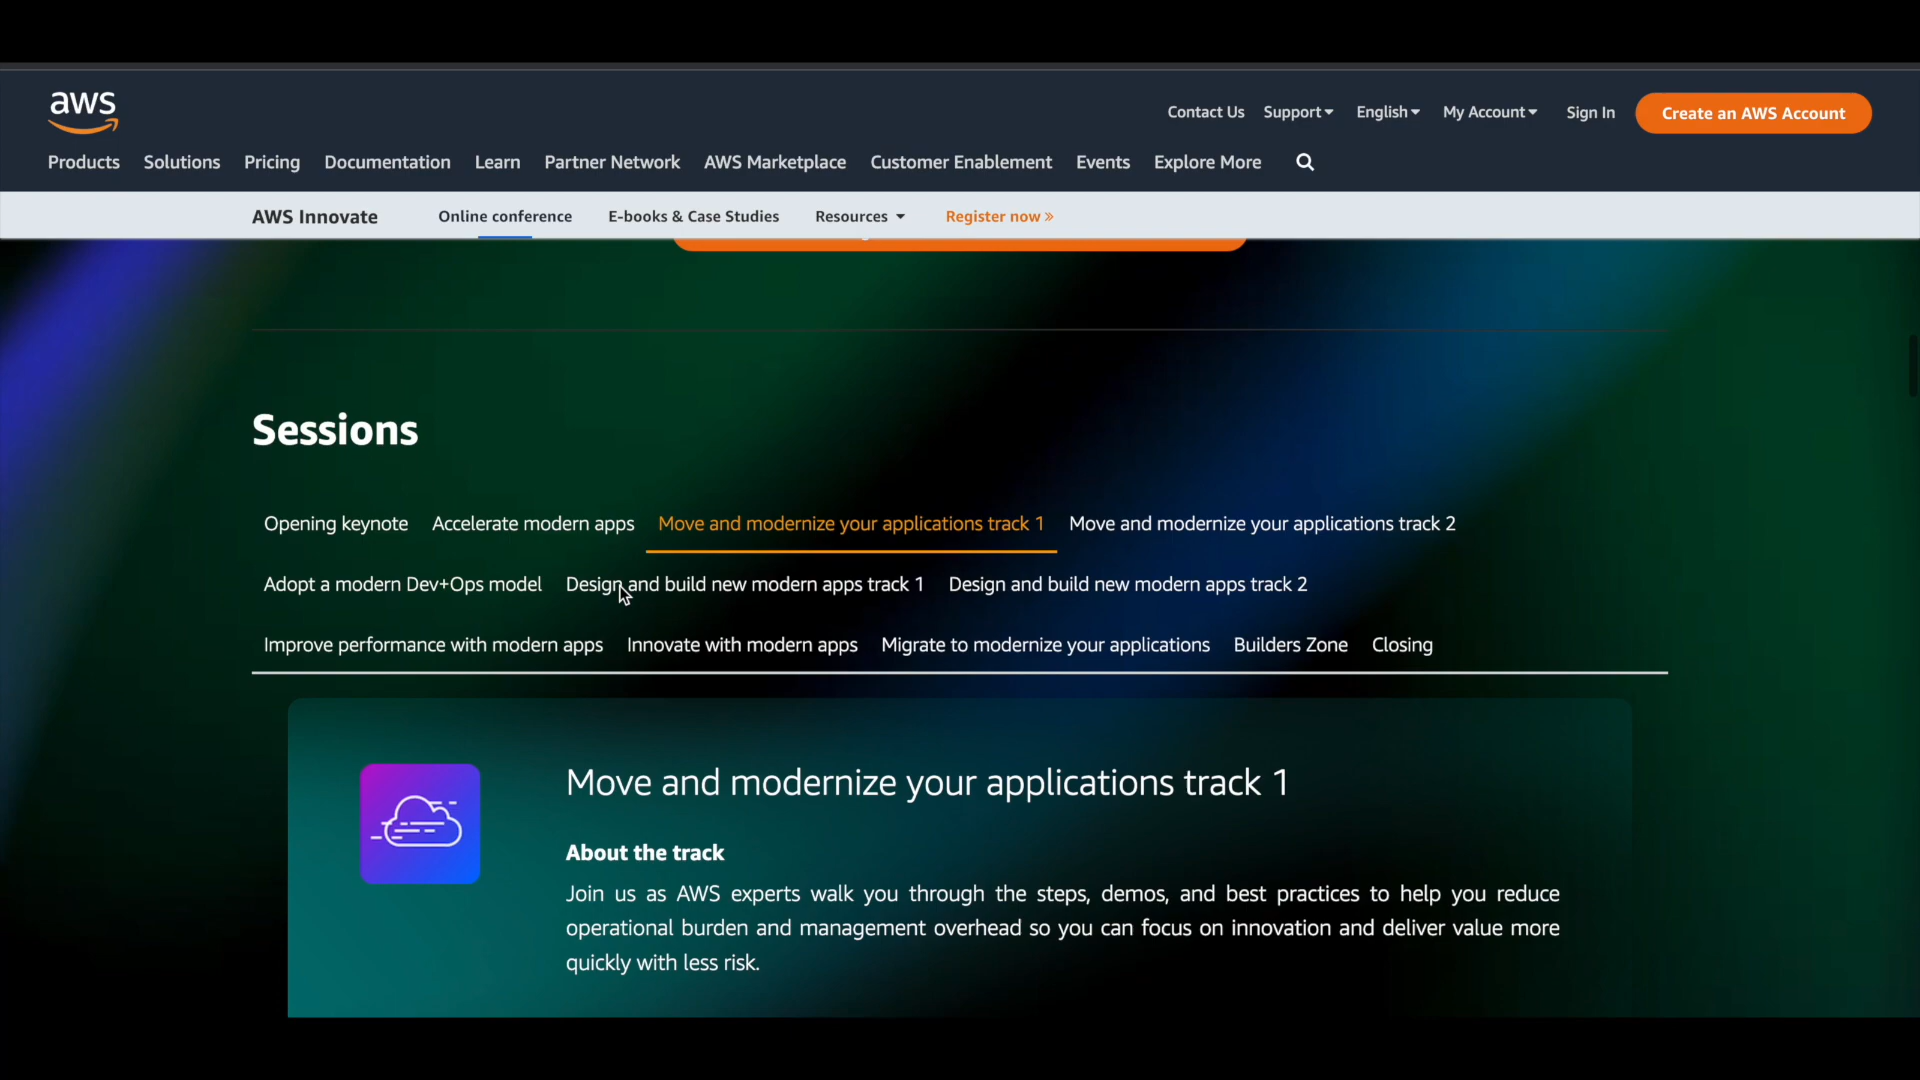 aws
Contact Us Support English My Account Sign In Create an AWS Account
Products Solutions Pricing Documentation Learn Partner Network AWS Marketplace Customer Enablement Events Explore More
AWS Innovate Online conference E-books & Case Studies Resources Register now »
Sessions
Opening keynote Accelerate modern apps Move and modernize your applications track 1 Move and modernize your applications track 2
Adopt a modern Dev+Ops model Design and build new modern apps track 1 Design and build new modern apps track 2
Improve performance with modern apps Innovate with modern apps Migrate to modernize your applications Builders Zone Closing
Move and modernize your applications track 1
About the track
Join us as AWS experts walk you through the steps, demos, and best practices to help you reduce
operational burden and management overhead so you can focus on innovation and deliver value more
quickly with less risk.